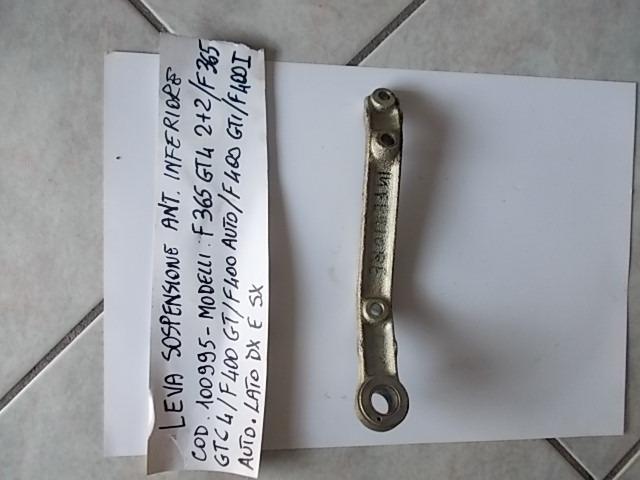 LEVA SOSPENSIONE ANT. INFERIORE
COD. 100995 - MODELLI: F365 GT4 2+2/F365
GTC4/F400 GT/F400 AUTO/F400 GTI/F400I
AUTO. LATO DX E SX
INFERIORE